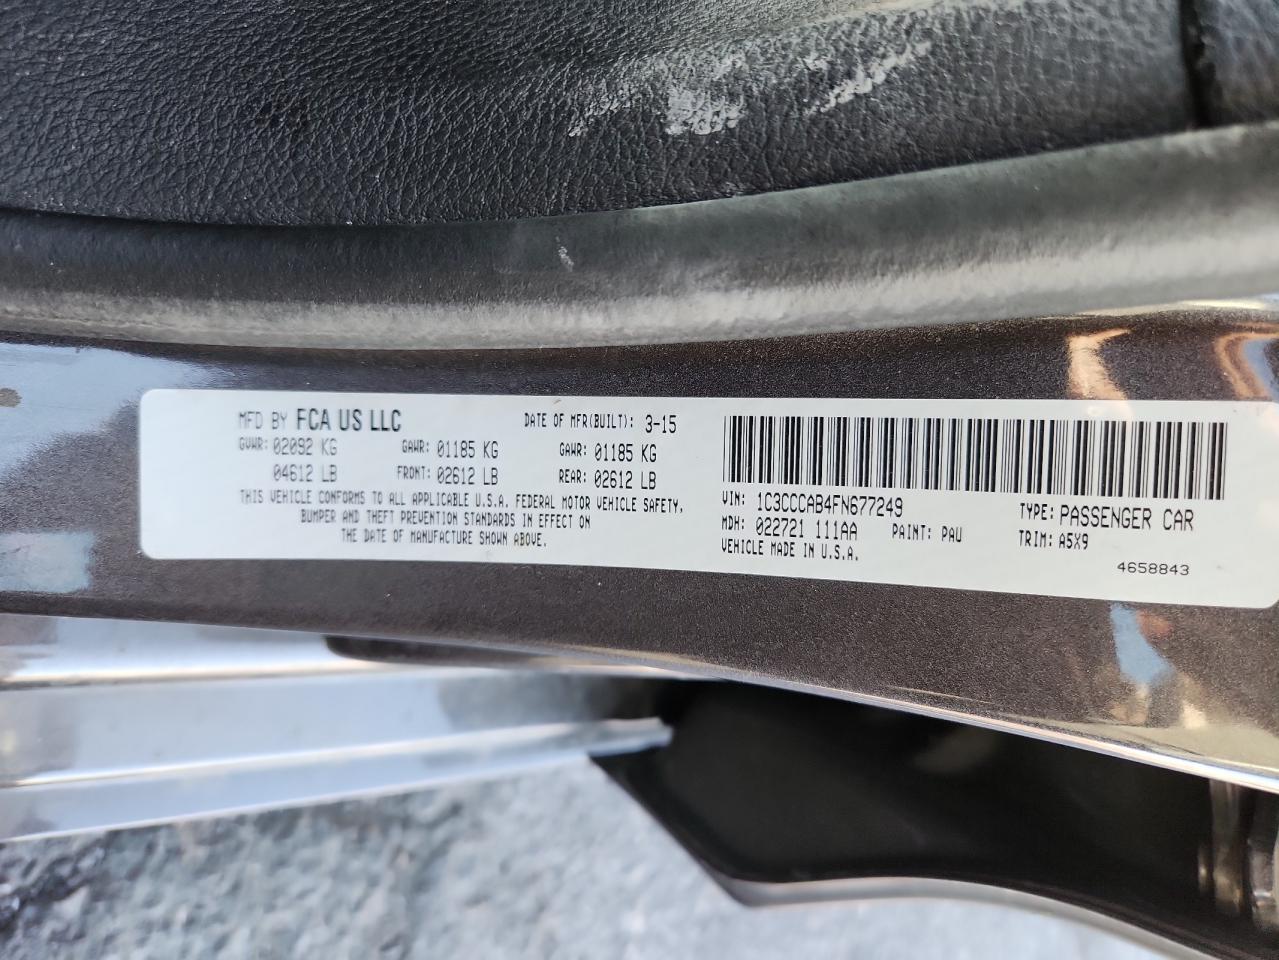 MFD BY FCA US LLC DATE OF MFR(BUILT): 3-15
GVWR: 02092 KG GAWR: 01185 KG GAWR: 01185 KG
04612 LB FRONT: 02612 LB REAR: 02612 LB
THIS VEHICLE CONFORMS TO ALL APPLICABLE U.S.A. FEDERAL MOTOR VEHICLE SAFETY,
BUMPER AND THEFT PREVENTION STANDARDS IN EFFECT ON
THE DATE OF MANUFACTURE SHOWN ABOVE.
VIN: 1C3CCCAB4FN677249 TYPE: PASSENGER CAR
MDH: 022721 111AA PAINT: PAU TRIM: A5X9
VEHICLE MADE IN U.S.A.
4658843